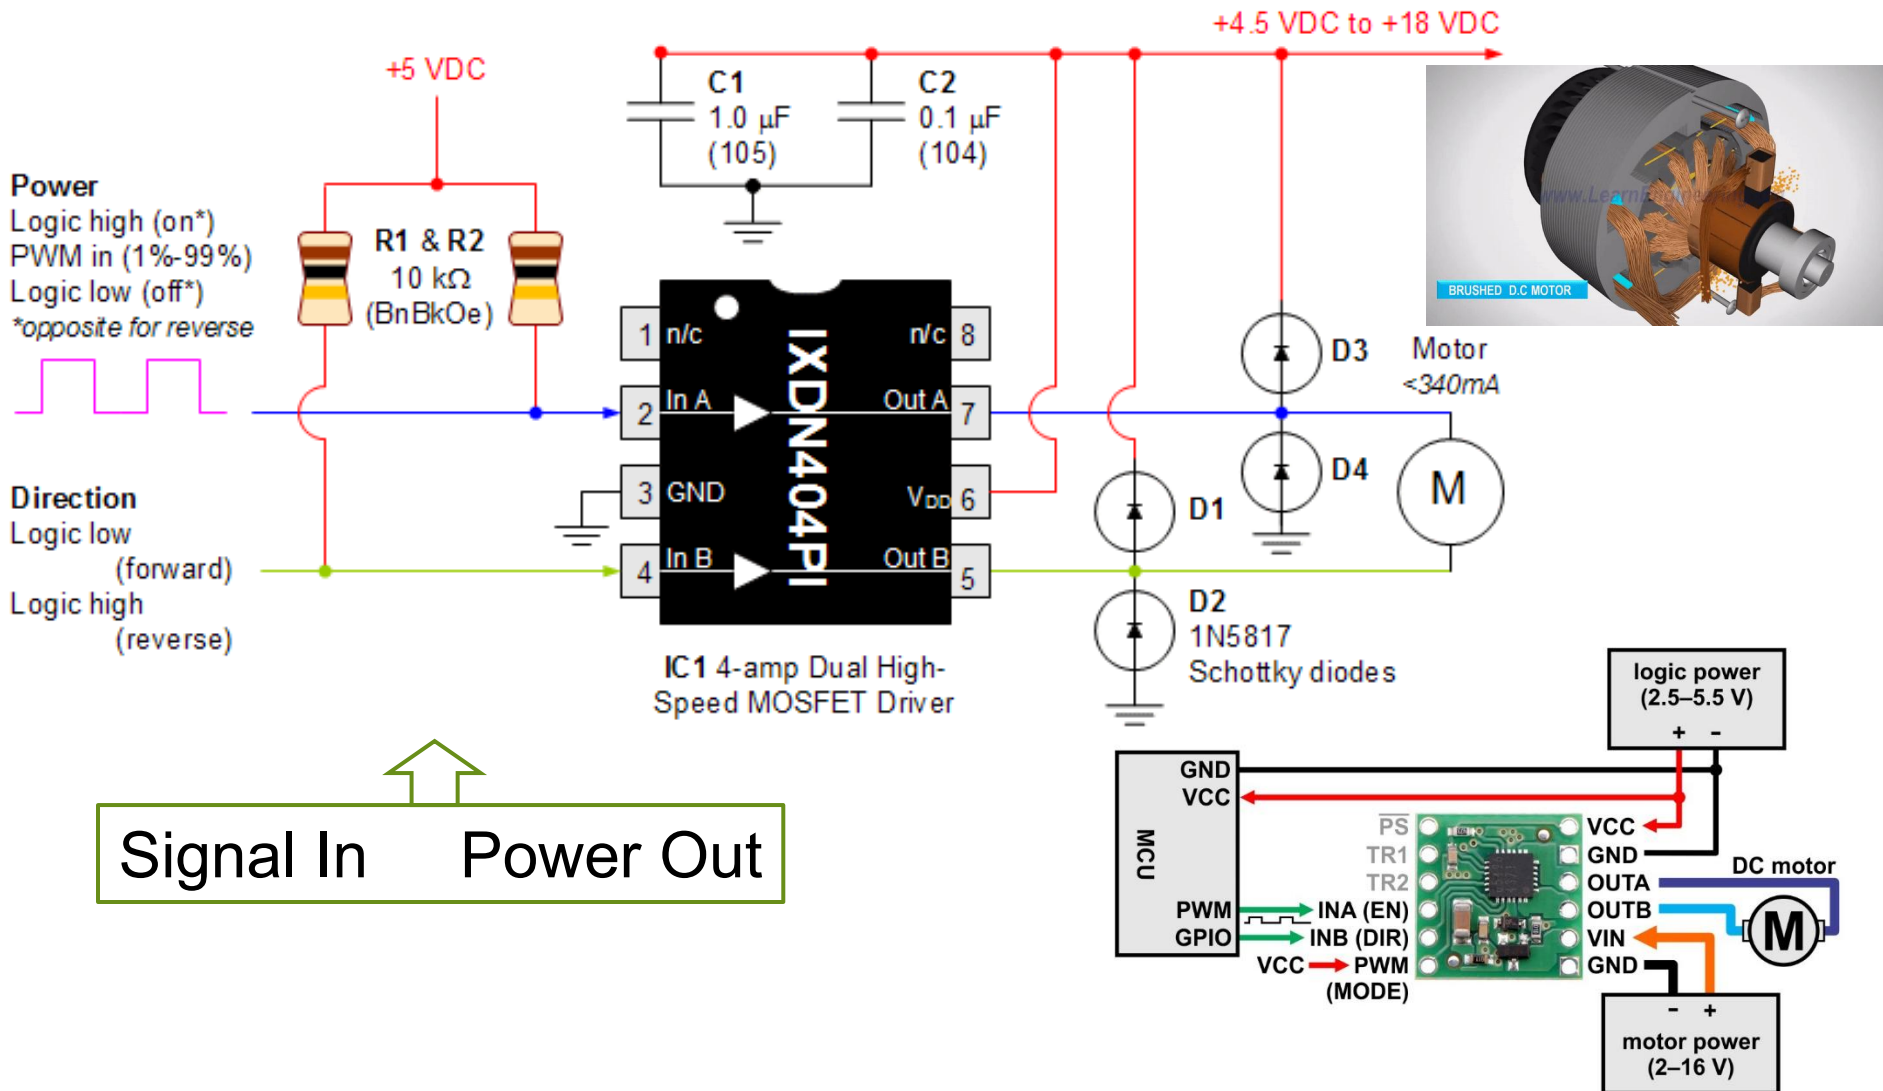 +4.5 VDC to +18 VDC
+5 VDC
C1
1.0 µF
(105)
C2
0.1 µF
(104)
Power
Logic high (on*)
PWM in (1%-99%)
Logic low (off*)
*opposite for reverse
R1 & R2
10 kΩ
(BnBkOe)
www.LearnEngineering
BRUSHED D.C MOTOR
1 n/c
n/c 8
2 In A
Out A 7
3 GND
VDD 6
4 In B
Out B 5
IXDN404PI
D3
D4
Motor
<340mA
M
D1
D2
1N5817
Schottky diodes
Direction
Logic low
(forward)
Logic high
(reverse)
IC1 4-amp Dual High-
Speed MOSFET Driver
Signal In Power Out
logic power
(2.5–5.5 V)
+ -
GND
VCC
MCU
PWM
GPIO
PS
TR1
TR2
INA (EN)
INB (DIR)
VCC PWM
(MODE)
VCC
GND
OUTA
OUTB
VIN
GND
DC motor
M
- +
motor power
(2–16 V)